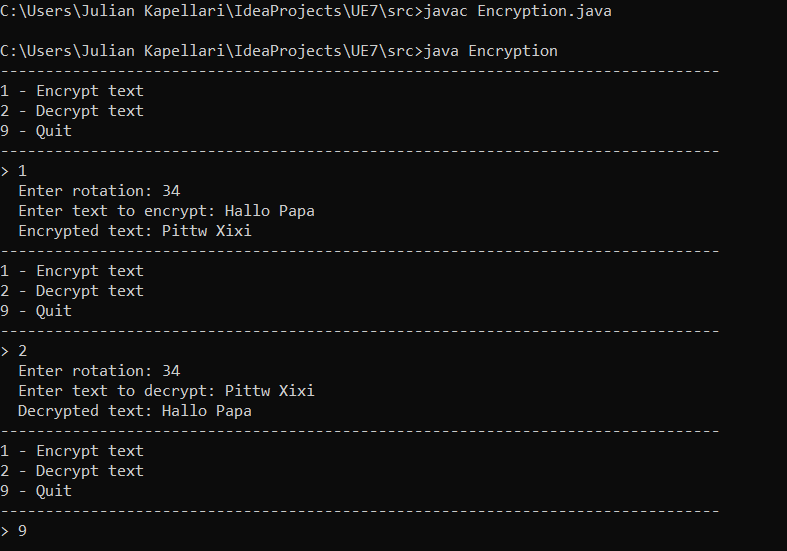 C:\Users\Julian Kapellari\IdeaProjects\UE7\src>javac Encryption.java
C:\Users\Julian Kapellari\IdeaProjects\UE7\src>java Encryption
--------------------------------------------------------------------------------
1 - Encrypt text
2 - Decrypt text
9 - Quit
--------------------------------------------------------------------------------
> 1
  Enter rotation: 34
  Enter text to encrypt: Hallo Papa
  Encrypted text: Pittw Xixi
--------------------------------------------------------------------------------
1 - Encrypt text
2 - Decrypt text
9 - Quit
--------------------------------------------------------------------------------
> 2
  Enter rotation: 34
  Enter text to decrypt: Pittw Xixi
  Decrypted text: Hallo Papa
--------------------------------------------------------------------------------
1 - Encrypt text
2 - Decrypt text
9 - Quit
--------------------------------------------------------------------------------
> 9